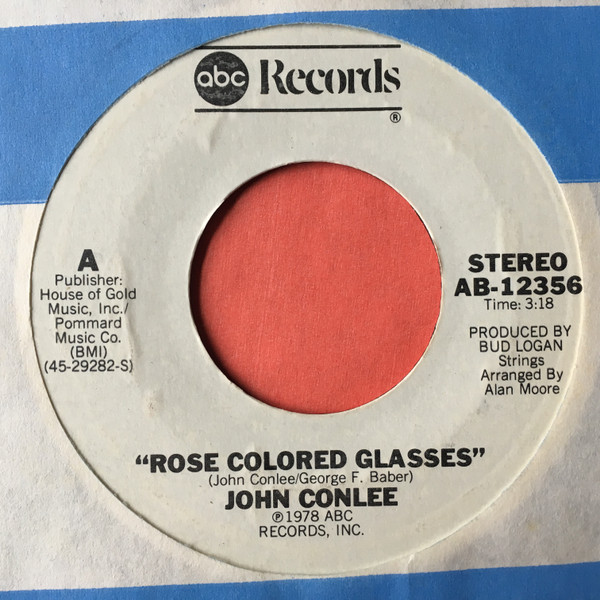 abc Records
®
A
Publisher:
House of Gold
Music, Inc./
Pommard
Music Co.
(BMI)
(45-29282-S)
STEREO
AB-12356
Time: 3:18
PRODUCED BY
BUD LOGAN
Strings
Arranged By
Alan Moore
"ROSE COLORED GLASSES"
(John Conlee/George F. Baber)
JOHN CONLEE
℗1978 ABC
RECORDS, INC.